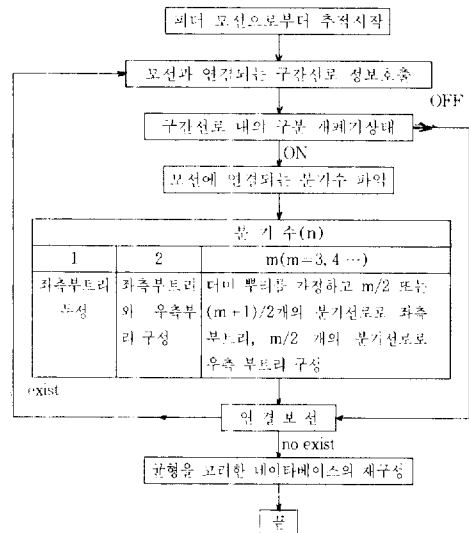 피더 모선으로부터 추적시작
모선과 연결되는 구간선로 정보호출
OFF
구간선로 내의 구분 개폐기상태
ON
모선에 연결되는 분기수 파악
분 기 수(n)
1
2
m(m=3, 4 …)
좌측부트리
좌측부트리
와 우측부
리 구성
더미 뿌리를 가정하고 m/2 또는
(m+1)/2개의 분기선로로 좌측
부트리, m/2 개의 분기선로로
우측 부트리 구성
exist
연결모선
no exist
균형을 고려한 데이타베이스의 재구성
끝